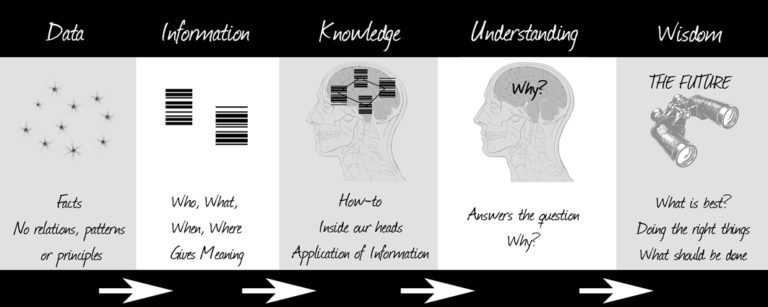 Data
Information
Knowledge
Understanding
Wisdom
Why?
THE FUTURE
Facts
No relations, patterns
or principles
Who, What,
When, Where
Gives Meaning
How-to
Inside our heads
Application of Information
Answers the question
Why?
What is best?
Doing the right things
What should be done